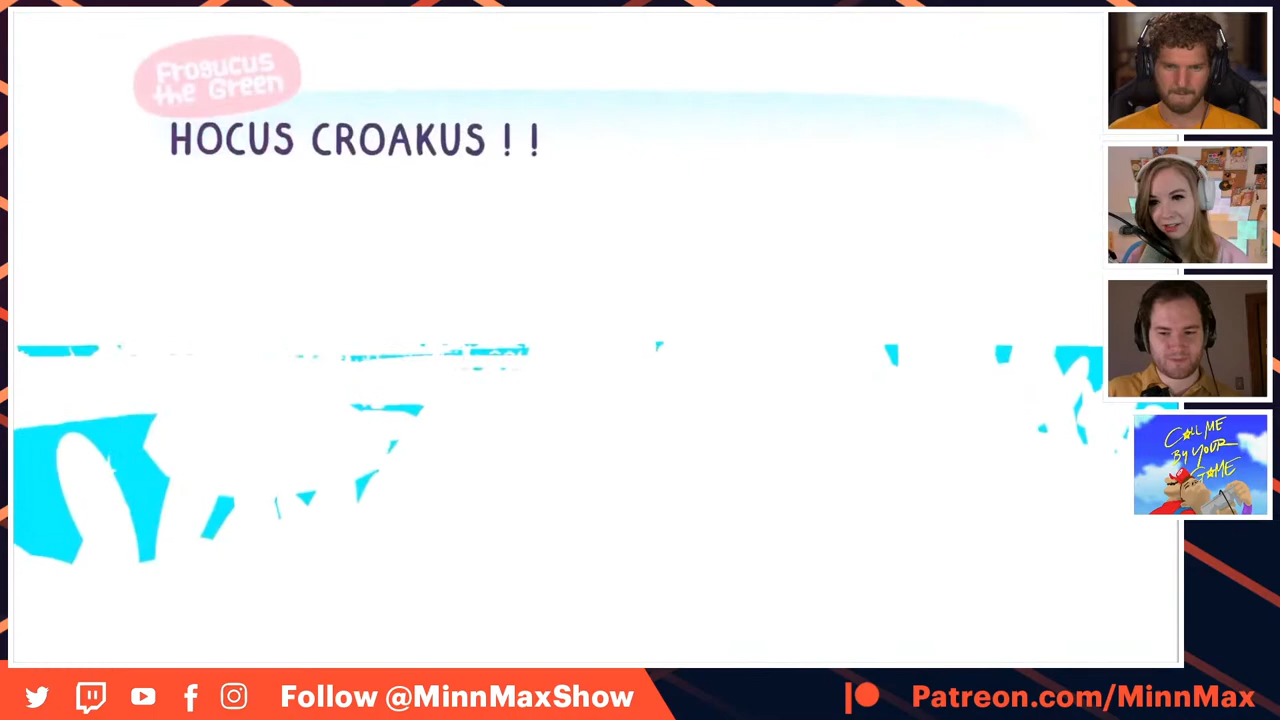 Frogucus
the Green
HOCUS CROAKUS ! !
CALL ME
BY YOUR
GAME
Follow @MinnMaxShow
Patreon.com/MinnMax